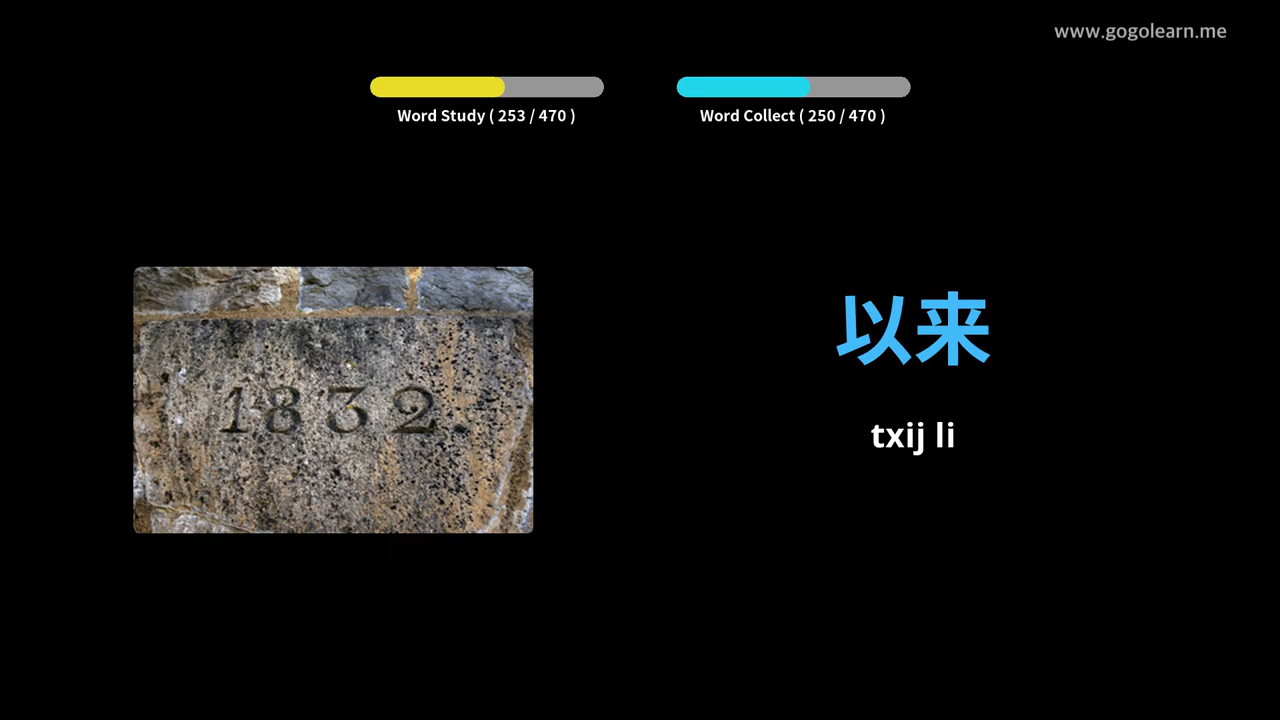 www.gogolearn.me
Word Study ( 253 / 470 )
Word Collect ( 250 / 470 )
1832.
以来
txij li